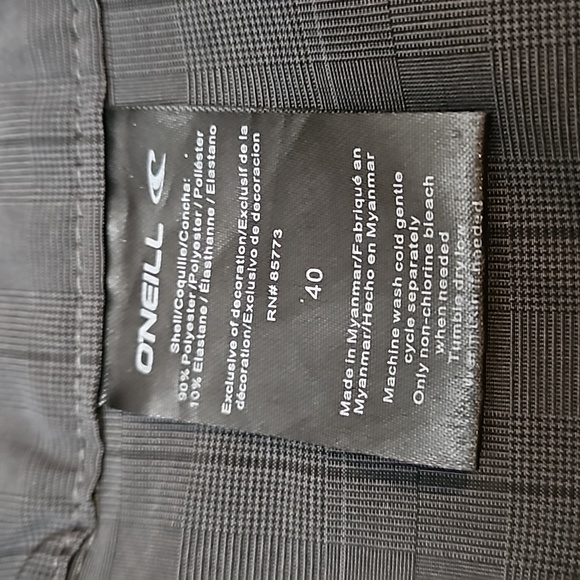 O'NEILL
Shell/Coquille/Concha:
90% Polyester/Polyester/Poliéster
10% Elastane/Élasthanne/Elastano
Exclusive of decoration/Exclusif de la
décoration/Exclusivo de decoracion
RN# 85773
40
Made in Myanmar/Fabriqué an
Myanmar/Hecho en Myanmar
Machine wash cold gentle
cycle separately
Only non-chlorine bleach
when needed
Tumble dry low